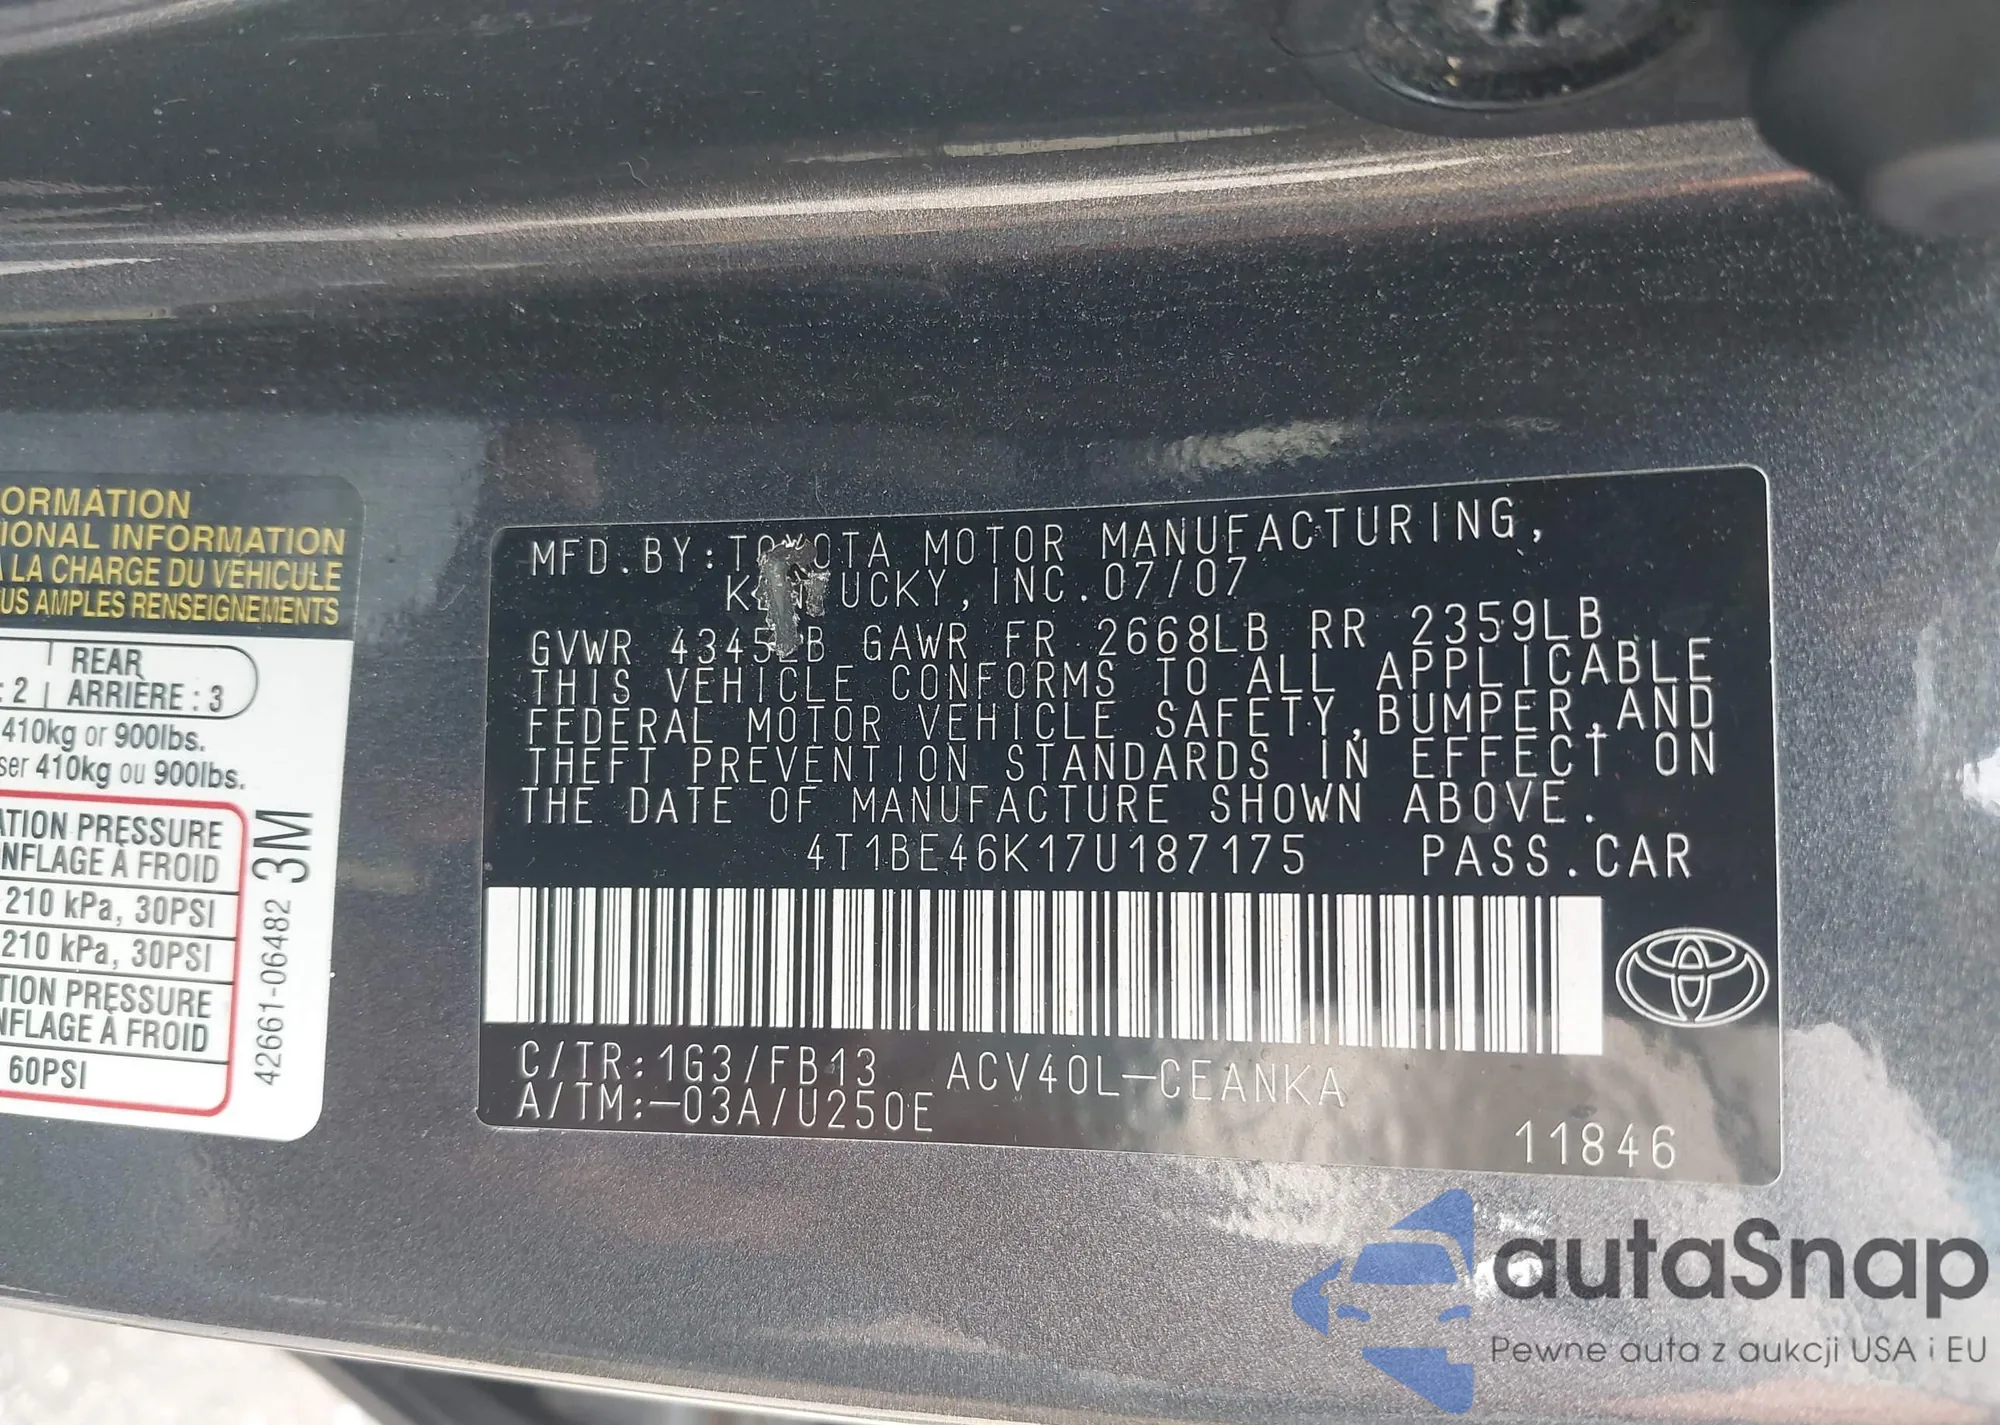 ORMATION
IONAL INFORMATION
À LA CHARGE DU VÉHICULE
US AMPLES RENSEIGNEMENTS
: 2 | REAR
ARRIÈRE : 3
410kg or 900lbs.
ser 410kg ou 900lbs.
ATION PRESSURE
NFLAGE À FROID
210 kPa, 30PSI
210 kPa, 30PSI
TION PRESSURE
NFLAGE À FROID
60PSI
42661-06482 3M
MFD.BY:TOYOTA MOTOR MANUFACTURING,
KENTUCKY, INC.07/07
GVWR 4345LB GAWR FR 2668LB RR 2359LB
THIS VEHICLE CONFORMS TO ALL APPLICABLE
FEDERAL MOTOR VEHICLE SAFETY,BUMPER,AND
THEFT PREVENTION STANDARDS IN EFFECT ON
THE DATE OF MANUFACTURE SHOWN ABOVE.
4T1BE46K17U187175 PASS.CAR
C/TR:1G3/FB13 ACV40L-CEANKA
A/TM:-03A/U250E
11846
autaSnap
Pewne auta z aukcji USA i EU